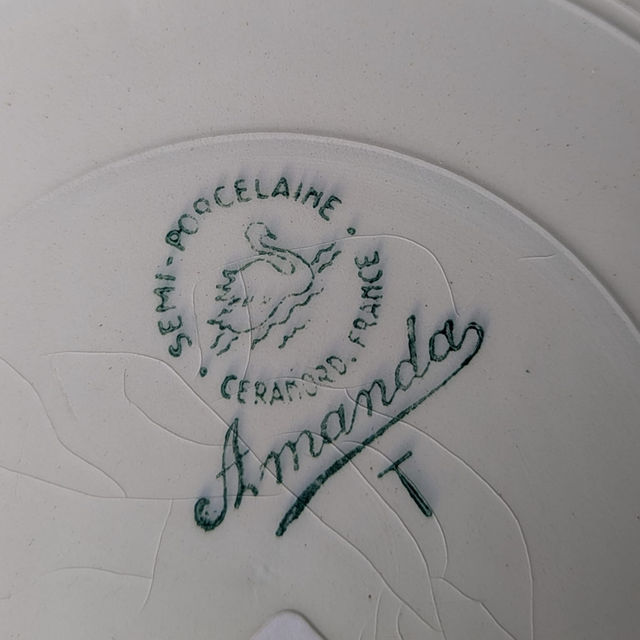 SEMI-PORCELAINE
CERANORD. FRANCE
Amanda
T